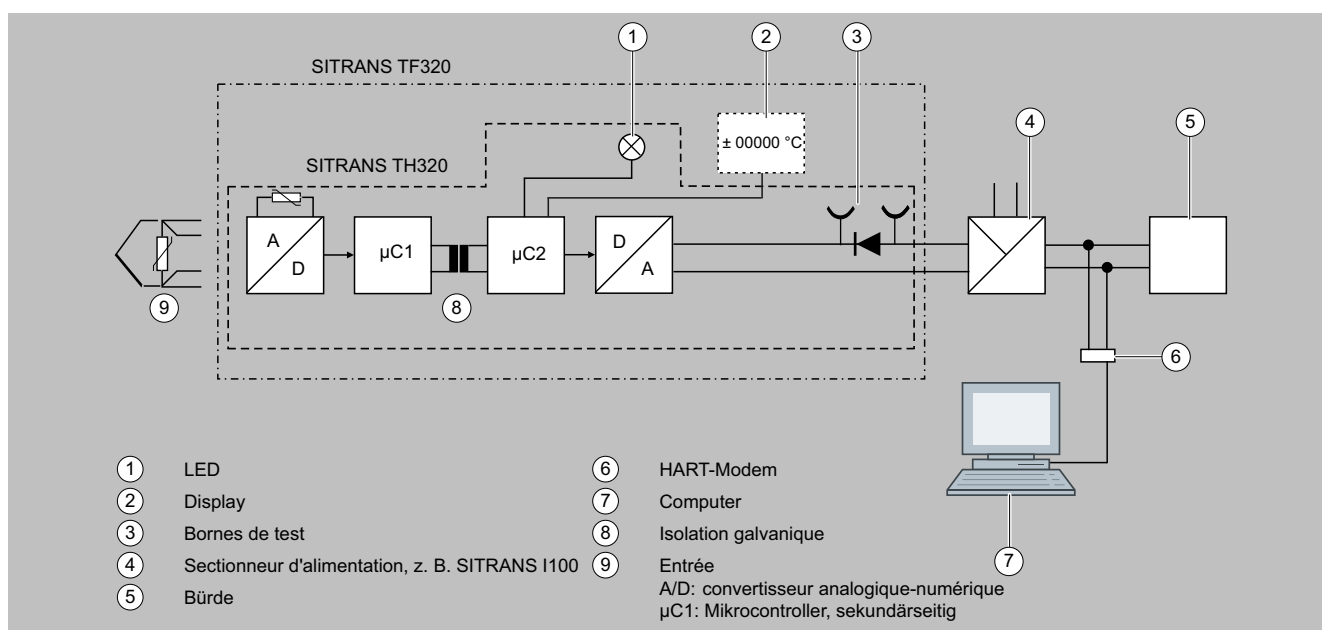 1 2 3
SITRANS TF320
4 5
± 00000 °C
SITRANS TH320
A D
µC1
µC2
D A
9
8
6
1 LED
2 Display
3 Bornes de test
4 Sectionneur d'alimentation, z. B. SITRANS I100
5 Bürde
6 HART-Modem
7 Computer
8 Isolation galvanique
9 Entrée
A/D: convertisseur analogique-numérique
µC1: Mikrocontroller, sekundärseitig
7